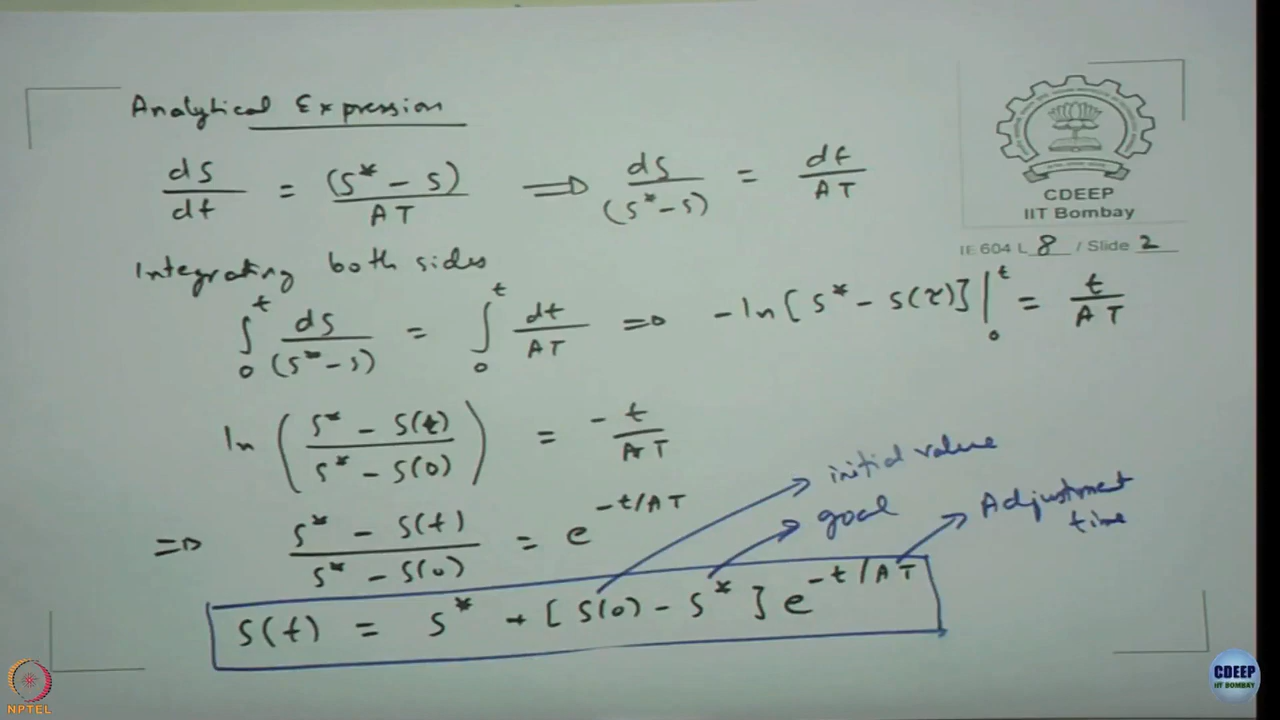 Analytical Expression
dS/dt = (S* - S)/AT ⟹ dS/(S* - S) = dt/AT
CDEEP
IIT Bombay
IE 604 L 8 / Slide 2
Integrating both sides
∫₀ᵗ dS/(S* - S) = ∫₀ᵗ dt/AT ⟹ -ln[S* - S(τ)]|₀ᵗ = t/AT
ln((S* - S(t))/(S* - S(0))) = -t/AT
initial value
⟹ (S* - S(t))/(S* - S(0)) = e^(-t/AT)
goal
Adjustment
time
S(t) = S* + [S(0) - S*] e^(-t/AT)
NPTEL
CDEEP
IIT BOMBAY